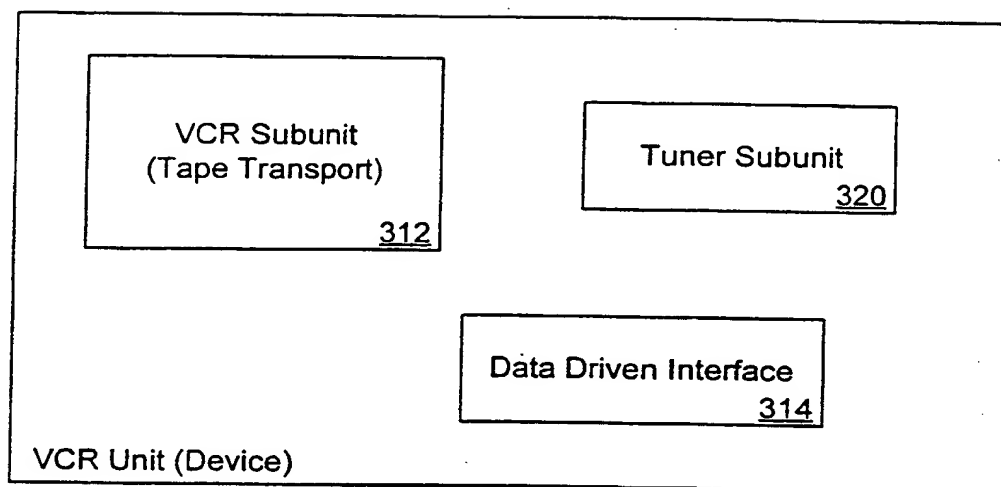 VCR Subunit
(Tape Transport)
312
Tuner Subunit
320
Data Driven Interface
314
VCR Unit (Device)